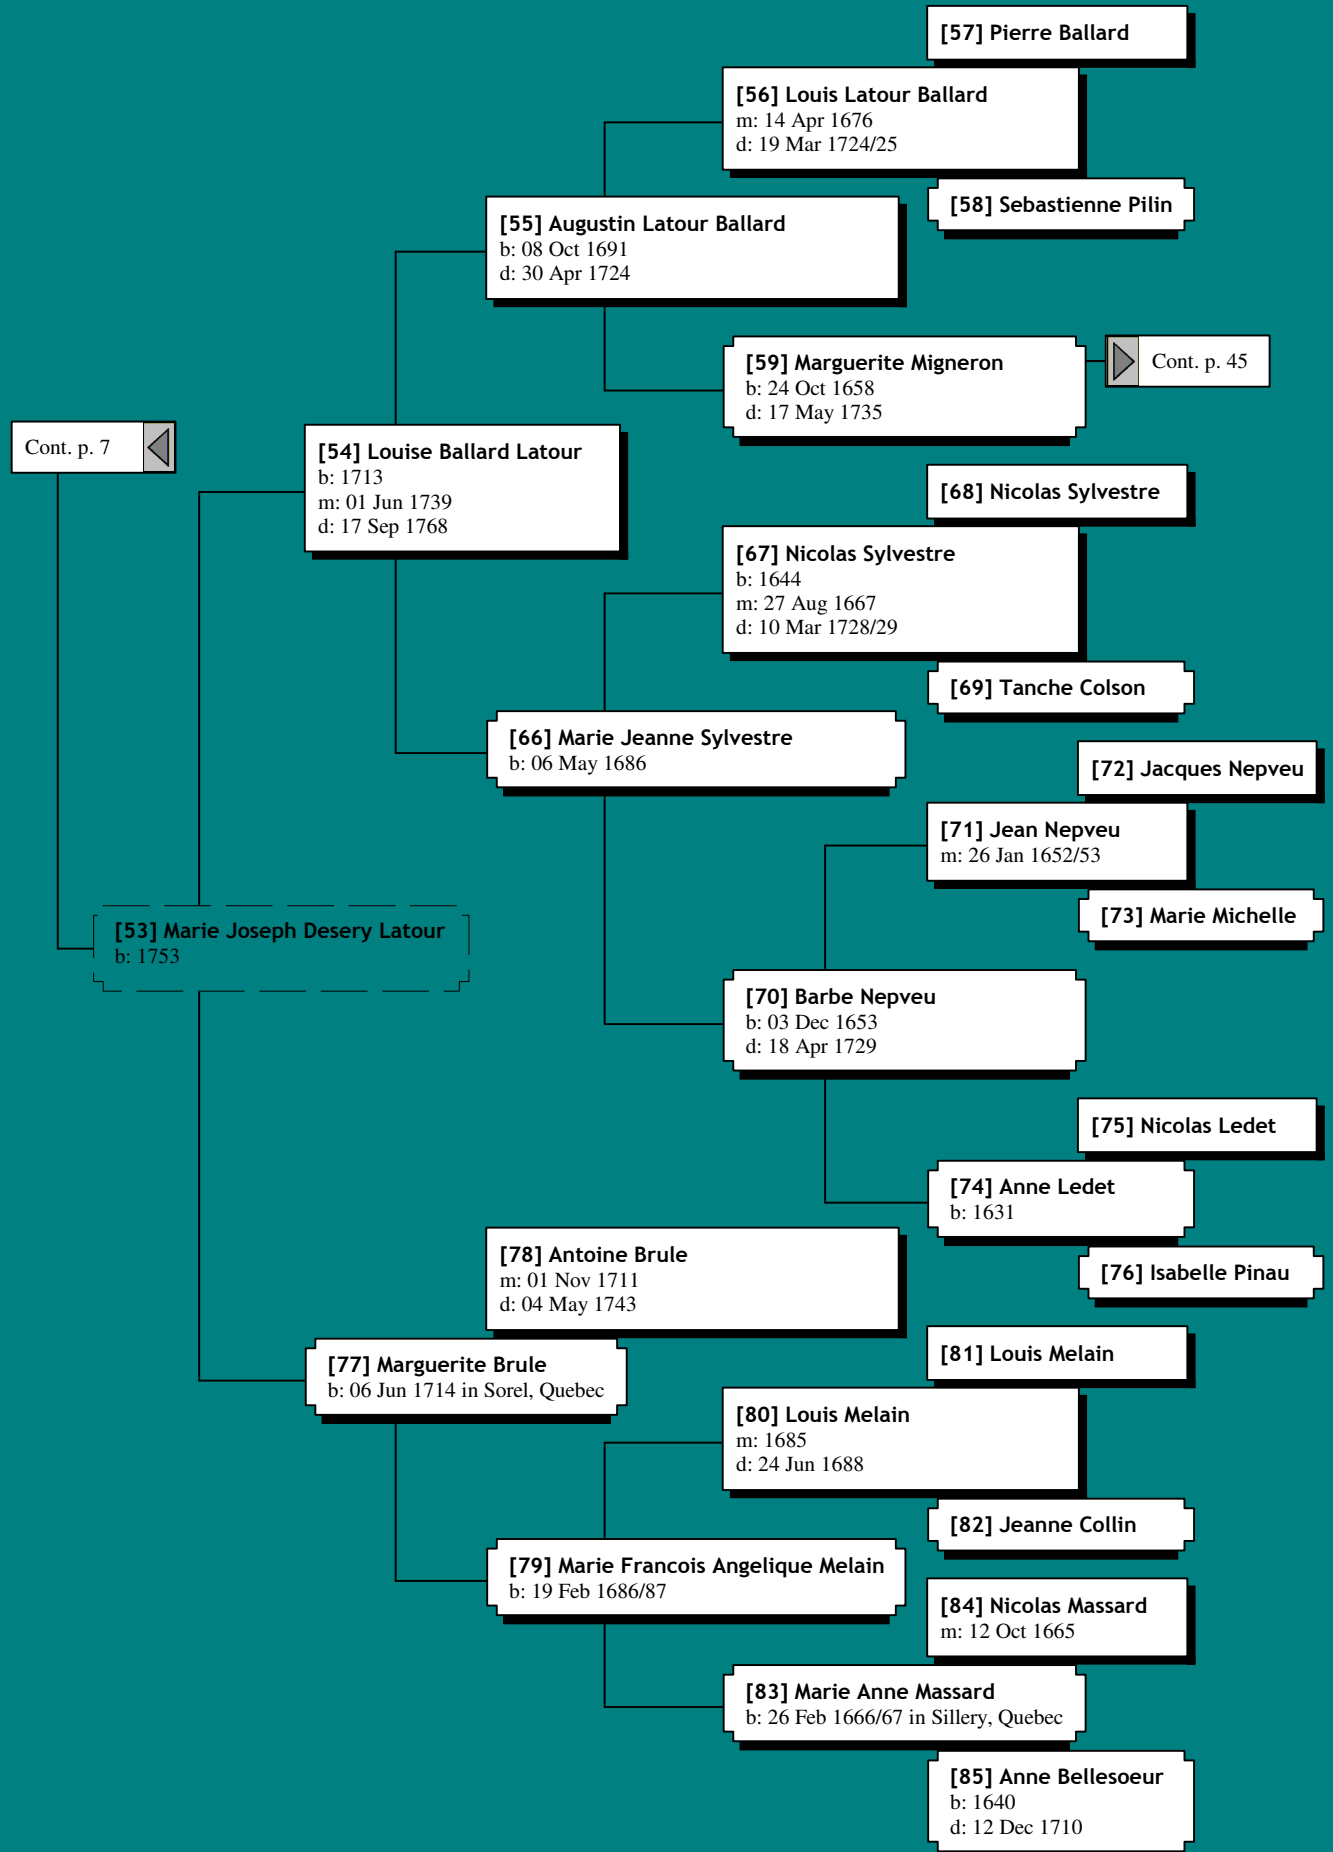 [57] Pierre Ballard
[56] Louis Latour Ballard
m: 14 Apr 1676
d: 19 Mar 1724/25
[58] Sebastienne Pilin
[55] Augustin Latour Ballard
b: 08 Oct 1691
d: 30 Apr 1724
[59] Marguerite Migneron
b: 24 Oct 1658
d: 17 May 1735
Cont. p. 45
Cont. p. 7
[54] Louise Ballard Latour
b: 1713
m: 01 Jun 1739
d: 17 Sep 1768
[68] Nicolas Sylvestre
[67] Nicolas Sylvestre
b: 1644
m: 27 Aug 1667
d: 10 Mar 1728/29
[69] Tanche Colson
[66] Marie Jeanne Sylvestre
b: 06 May 1686
[72] Jacques Nepveu
[71] Jean Nepveu
m: 26 Jan 1652/53
[73] Marie Michelle
[53] Marie Joseph Desery Latour
b: 1753
[70] Barbe Nepveu
b: 03 Dec 1653
d: 18 Apr 1729
[75] Nicolas Ledet
[74] Anne Ledet
b: 1631
[76] Isabelle Pinau
[78] Antoine Brule
m: 01 Nov 1711
d: 04 May 1743
[77] Marguerite Brule
b: 06 Jun 1714 in Sorel, Quebec
[81] Louis Melain
[80] Louis Melain
m: 1685
d: 24 Jun 1688
[82] Jeanne Collin
[79] Marie Francois Angelique Melain
b: 19 Feb 1686/87
[84] Nicolas Massard
m: 12 Oct 1665
[83] Marie Anne Massard
b: 26 Feb 1666/67 in Sillery, Quebec
[85] Anne Bellesoeur
b: 1640
d: 12 Dec 1710